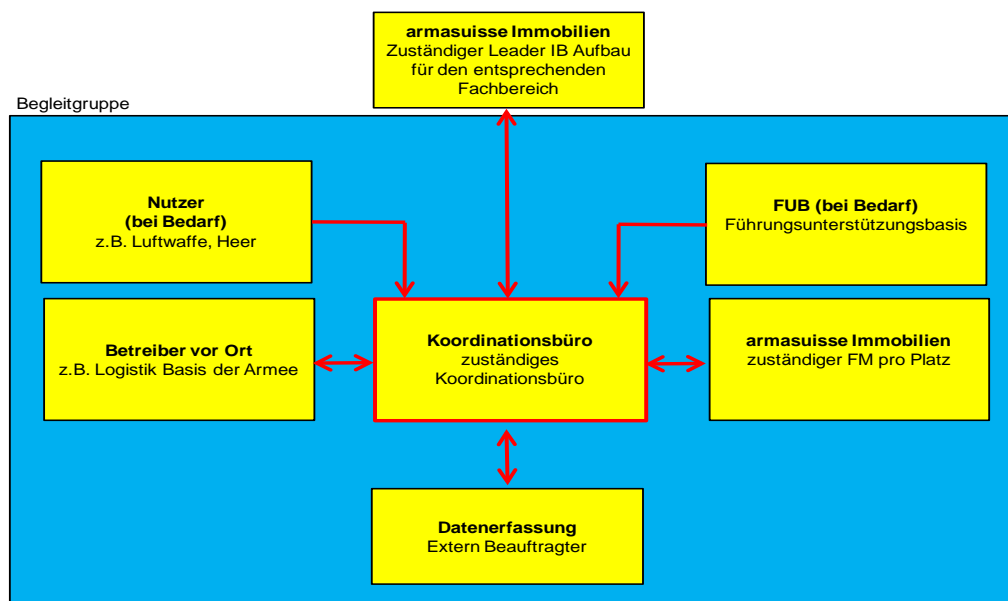 armasuisse Immobilien
Zuständiger Leader IB Aufbau
für den entsprechenden
Fachbereich
Begleitgruppe
Nutzer
(bei Bedarf)
z.B. Luftwaffe, Heer
FUB (bei Bedarf)
Führungsunterstützungsbasis
Betreiber vor Ort
z.B. Logistik Basis der Armee
Koordinationsbüro
zuständiges
Koordinationsbüro
armasuisse Immobilien
zuständiger FM pro Platz
Datenerfassung
Extern Beauftragter